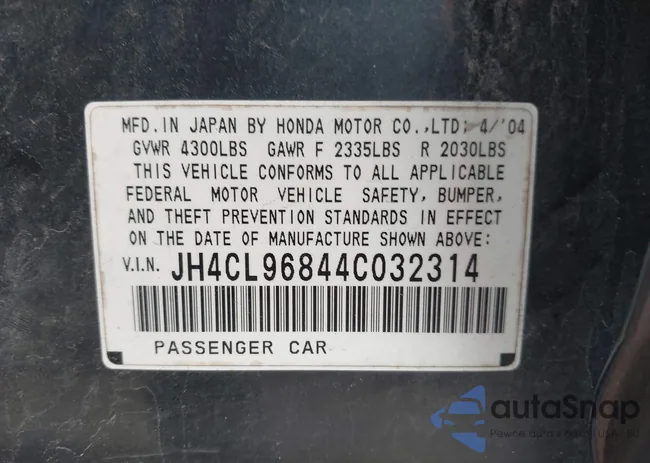 MFD. IN JAPAN BY HONDA MOTOR CO., LTD: 4/'04
GVWR 4300LBS GAWR F 2335LBS R 2030LBS
THIS VEHICLE CONFORMS TO ALL APPLICABLE
FEDERAL MOTOR VEHICLE SAFETY, BUMPER,
AND THEFT PREVENTION STANDARDS IN EFFECT
ON THE DATE OF MANUFACTURE SHOWN ABOVE:
V.I.N. JH4CL96844C032314
PASSENGER CAR
autaSnap
Pewne auta z